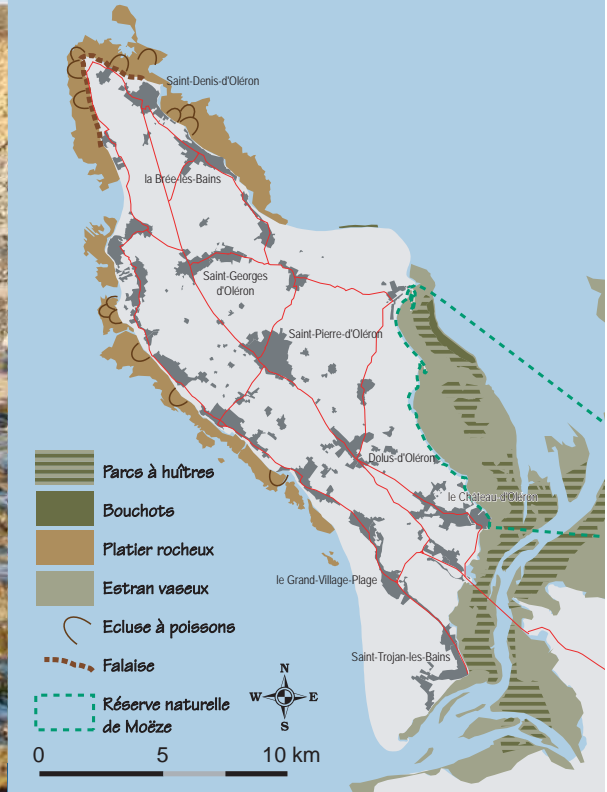 Saint-Denis-d'Oléron
la Brée-les-Bains
Saint-Georges
d'Oléron
Saint-Pierre-d'Oléron
Dolus-d'Oléron
le Château-d'Oléron
le Grand-Village-Plage
Saint-Trojan-les-Bains
Parcs à huîtres
Bouchots
Platier rocheux
Estran vaseux
Ecluse à poissons
Falaise
Réserve naturelle
de Moëze
N
W E
S
0 5 10 km